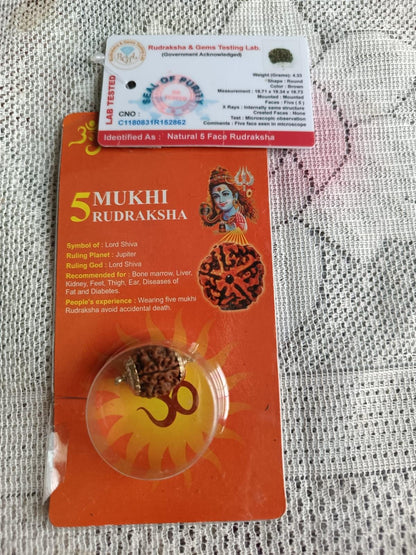 Rudraksha & Gems Testing Lab.
(Government Acknowledged)
LAB TESTED
SEAL OF PURITY
Weight (Grams): 4.53
Shape : Round
Color : Brown
Mounted : Mounted
Faces : Five (5)
X Rays : Internally same structure
Created Faces : None
Test : Microscopic observation
Comments : Five face seen in microscope
CNO :
C1180831R152862
Identified As : Natural 5 Face Rudraksha
ॐ
5 MUKHI
RUDRAKSHA
Symbol of : Lord Shiva
Ruling Planet : Jupiter
Ruling God : Lord Shiva
Recommended for : Bone marrow, Liver,
Kidney, Feet, Thigh, Ear, Diseases of
Fat and Diabetes.
People's experience : Wearing five mukhi
Rudraksha avoid accidental death.
ॐ